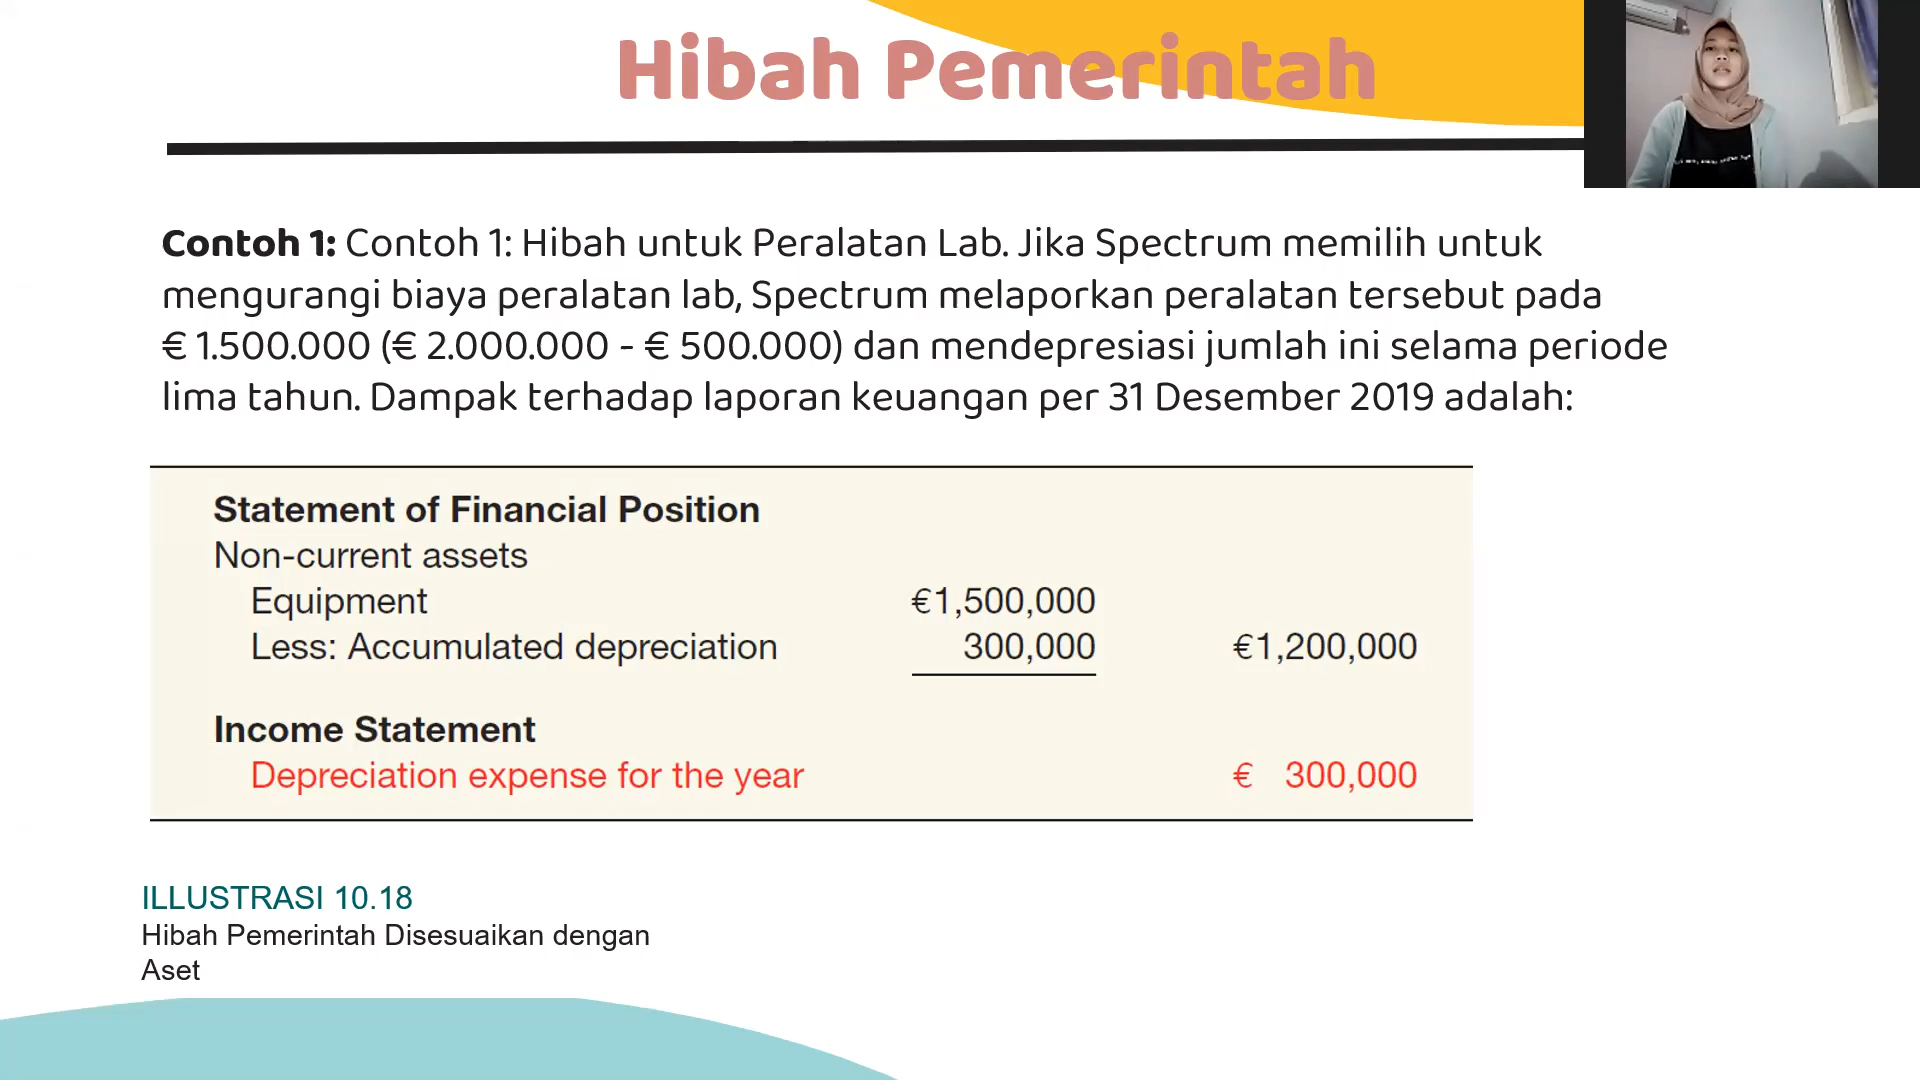 Hibah Pemerintah
Contoh 1: Contoh 1: Hibah untuk Peralatan Lab. Jika Spectrum memilih untuk
mengurangi biaya peralatan lab, Spectrum melaporkan peralatan tersebut pada
€ 1.500.000 (€ 2.000.000 - € 500.000) dan mendepresiasi jumlah ini selama periode
lima tahun. Dampak terhadap laporan keuangan per 31 Desember 2019 adalah:
Statement of Financial Position
Non-current assets
Equipment €1,500,000
Less: Accumulated depreciation 300,000 €1,200,000
Income Statement
Depreciation expense for the year € 300,000
ILLUSTRASI 10.18
Hibah Pemerintah Disesuaikan dengan
Aset